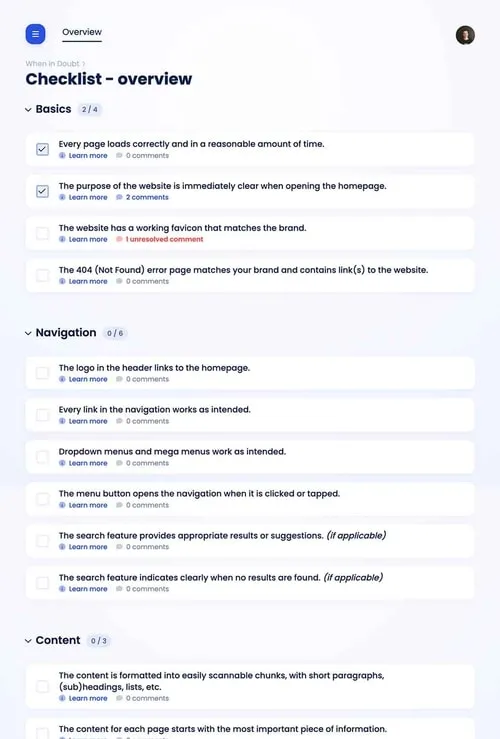 Overview
When in Doubt >
Checklist - overview
Basics 2 / 4
Every page loads correctly and in a reasonable amount of time.
Learn more 0 comments
The purpose of the website is immediately clear when opening the homepage.
Learn more 2 comments
The website has a working favicon that matches the brand.
Learn more 1 unresolved comment
The 404 (Not Found) error page matches your brand and contains link(s) to the website.
Learn more 0 comments
Navigation 0 / 6
The logo in the header links to the homepage.
Learn more 0 comments
Every link in the navigation works as intended.
Learn more 0 comments
Dropdown menus and mega menus work as intended.
Learn more 0 comments
The menu button opens the navigation when it is clicked or tapped.
Learn more 0 comments
The search feature provides appropriate results or suggestions. (if applicable)
Learn more 0 comments
The search feature indicates clearly when no results are found. (if applicable)
Learn more 0 comments
Content 0 / 3
The content is formatted into easily scannable chunks, with short paragraphs,
(sub)headings, lists, etc.
Learn more 0 comments
The content for each page starts with the most important piece of information.